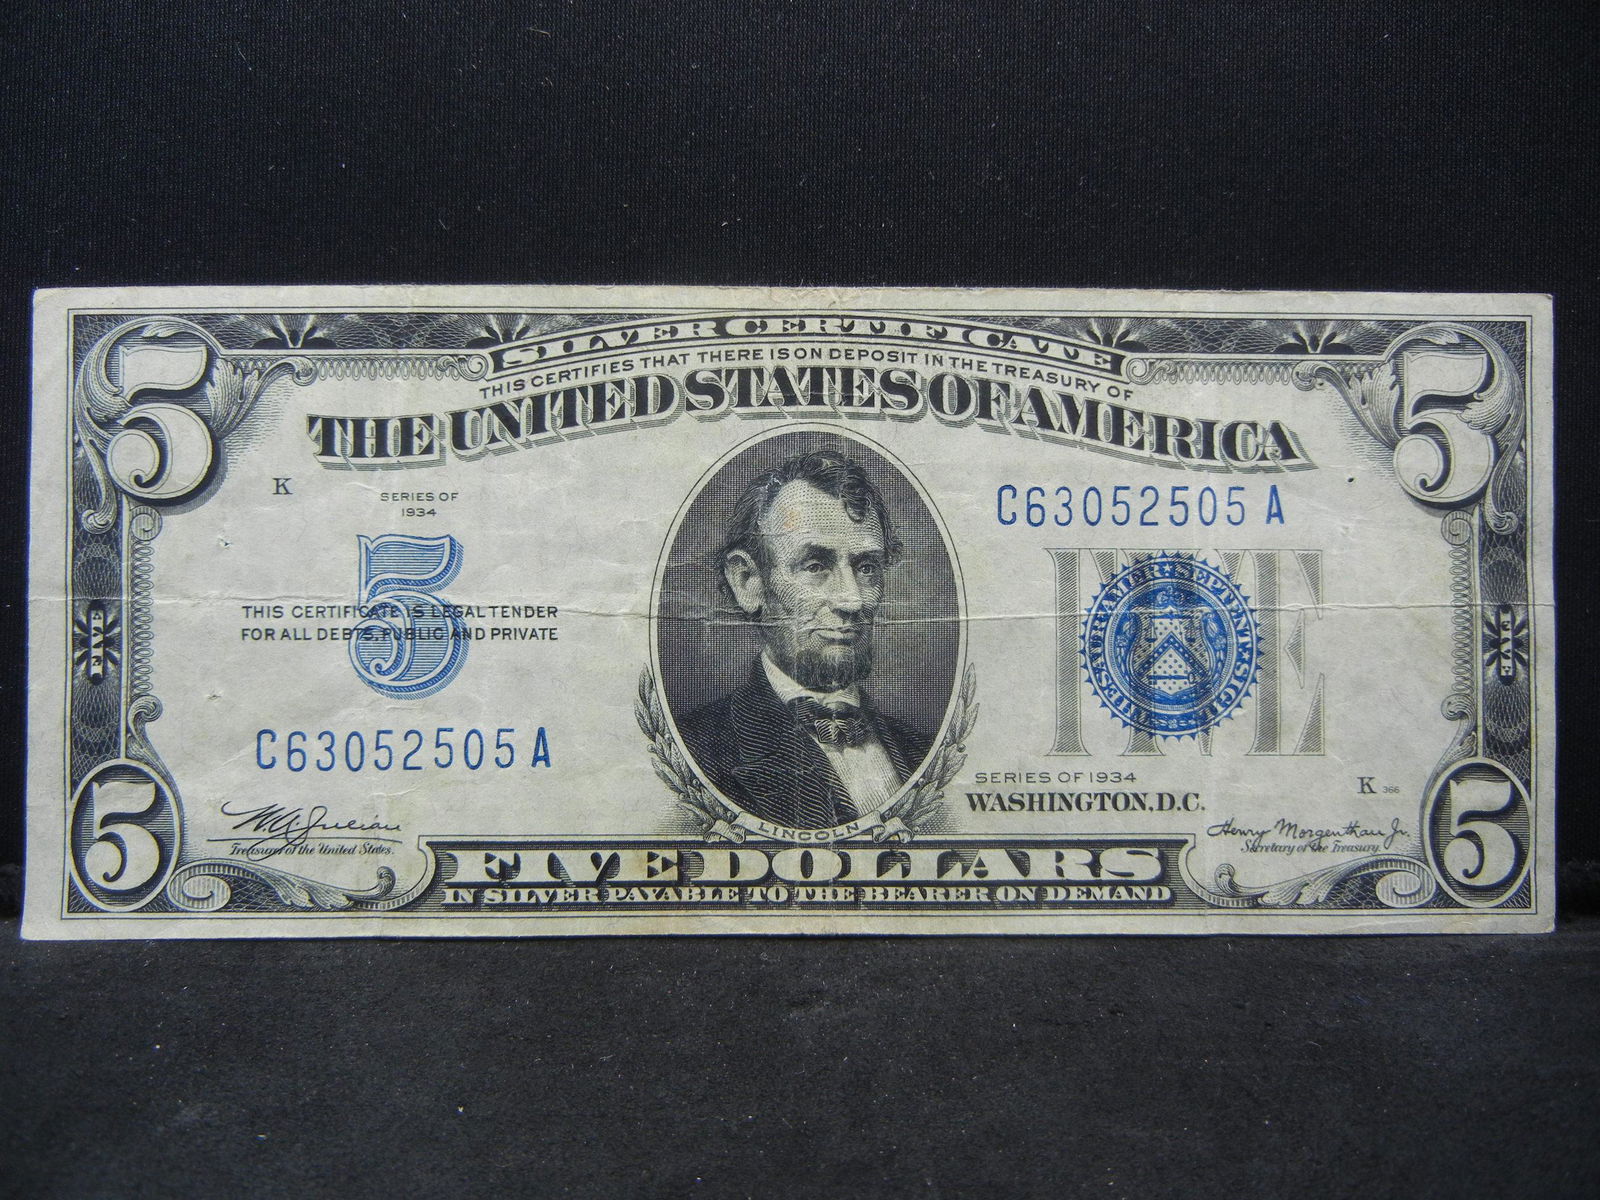 SILVER CERTIFICATE
THIS CERTIFIES THAT THERE IS ON DEPOSIT IN THE TREASURY OF
THE UNITED STATES OF AMERICA
5
5
K
SERIES OF
1934
C63052505A
5
THIS CERTIFICATE IS LEGAL TENDER
FOR ALL DEBTS, PUBLIC AND PRIVATE
FIVE
FIVE
FIVE
C63052505A
SERIES OF 1934
WASHINGTON, D.C.
K 366
W.A. Julian
Treasurer of the United States.
LINCOLN
Henry Morgenthau Jr.
Secretary of the Treasury.
5
5
FIVE DOLLARS
IN SILVER PAYABLE TO THE BEARER ON DEMAND